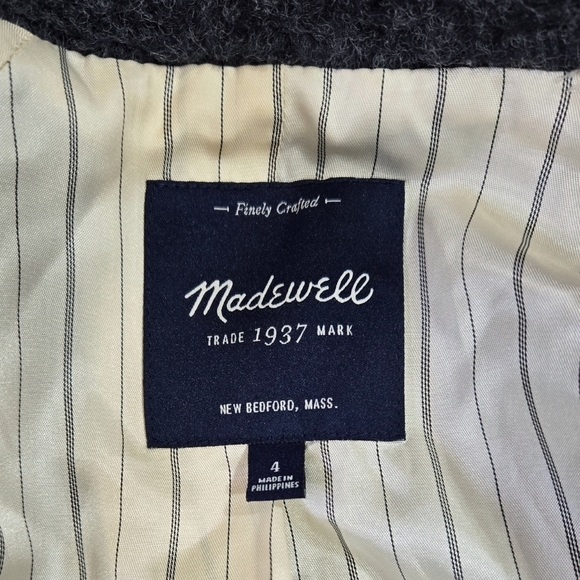 Finely Crafted
Madewell
TRADE 1937 MARK
NEW BEDFORD, MASS.
4
MADE IN
PHILIPPINES